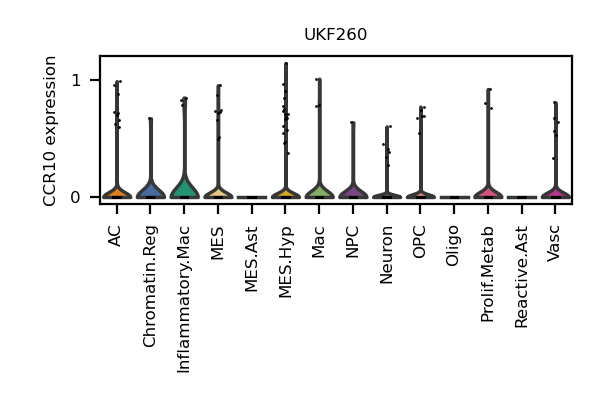 UKF260
CCR10 expression
1
0
AC
Chromatin.Reg
Inflammatory.Mac
MES
MES.Ast
MES.Hyp
Mac
NPC
Neuron
OPC
Oligo
Prolif.Metab
Reactive.Ast
Vasc